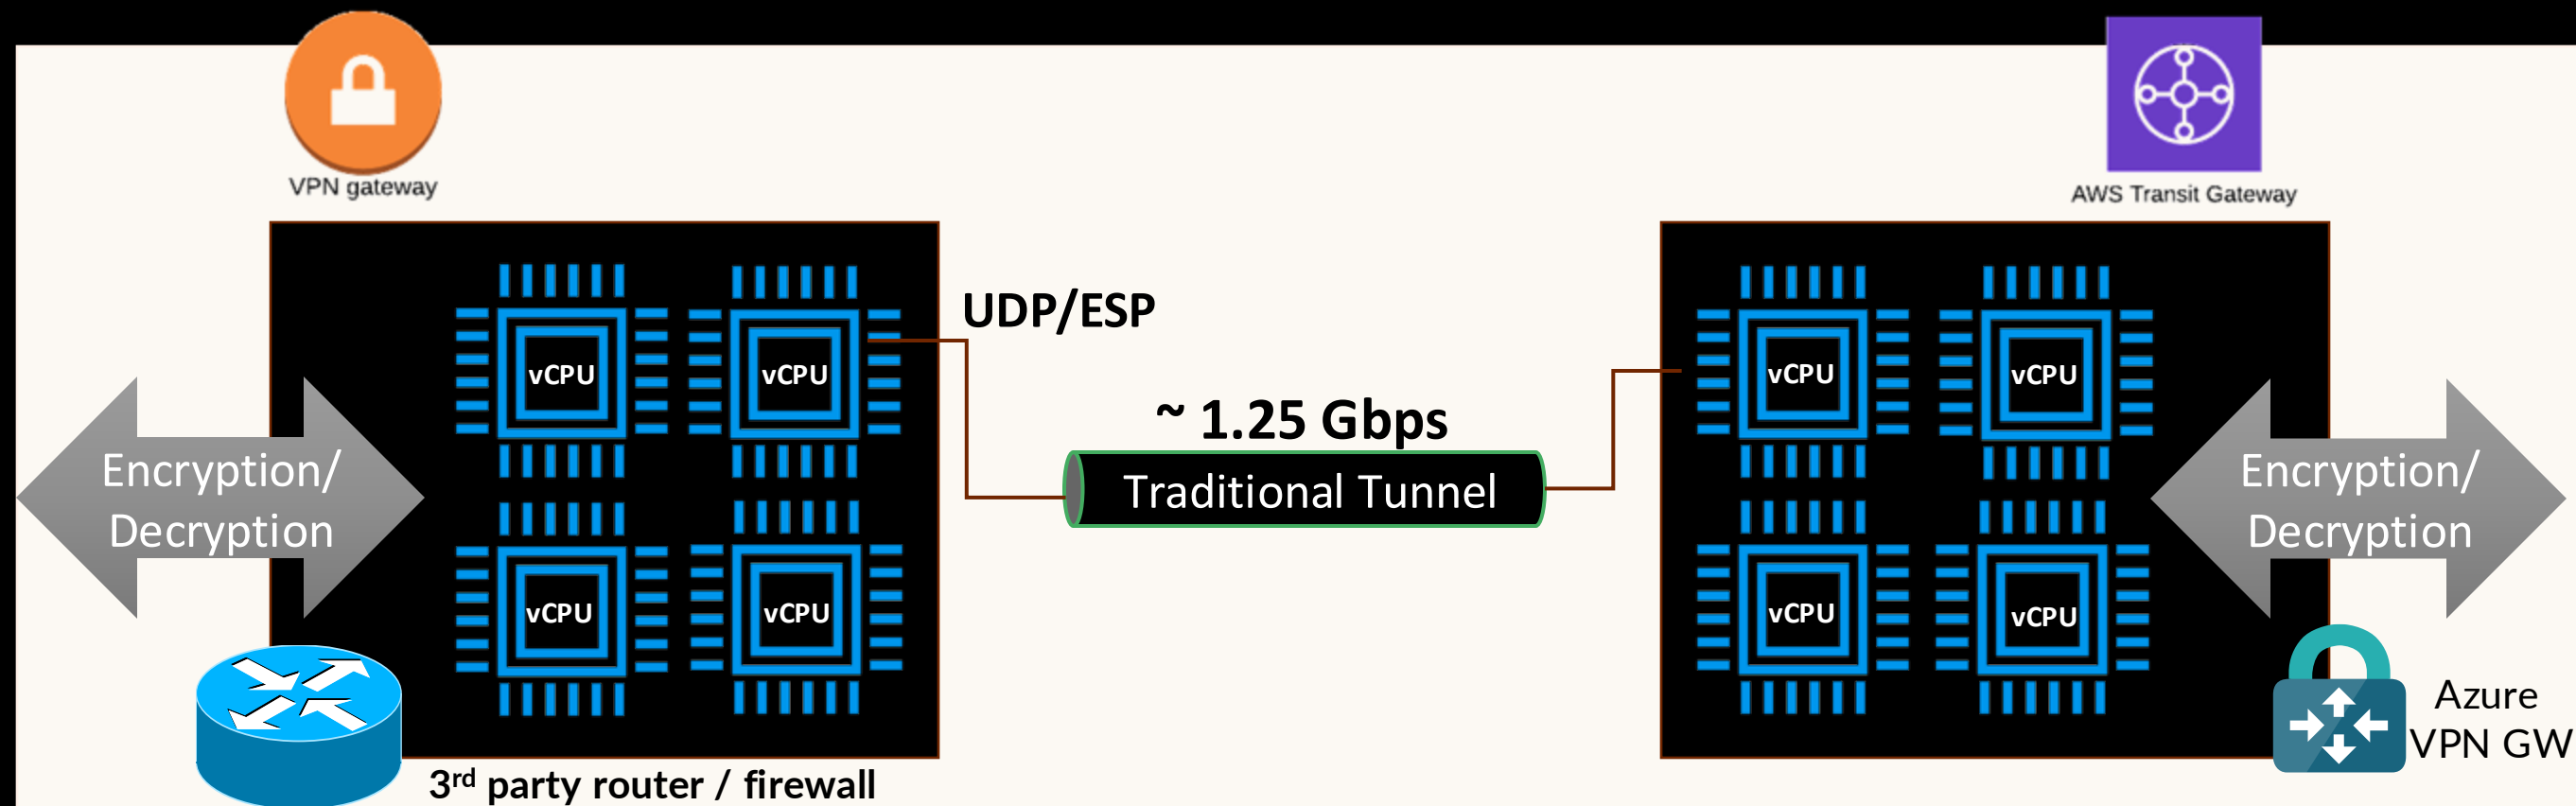 VPN gateway
AWS Transit Gateway
UDP/ESP
vCPU
vCPU
vCPU
vCPU
~ 1.25 Gbps
Traditional Tunnel
vCPU
vCPU
vCPU
vCPU
Encryption/
Decryption
Encryption/
Decryption
3rd party router / firewall
Azure
VPN GW